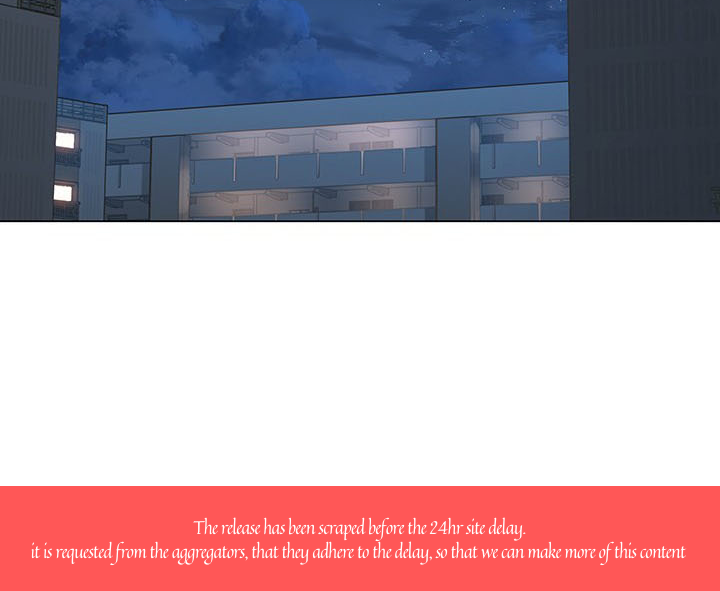 The release has been scraped before the 24hr site delay.
it is requested from the aggregators, that they adhere to the delay, so that we can make more of this content